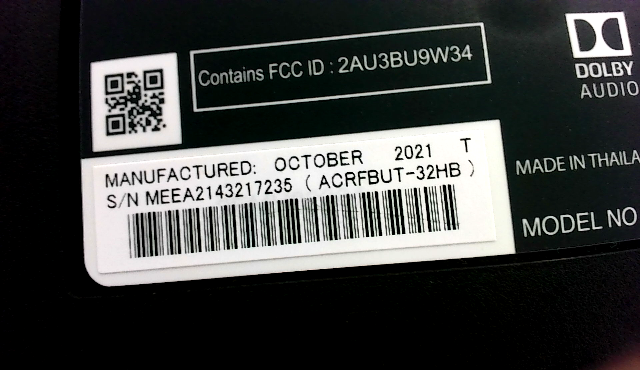 Contains FCC ID : 2AU3BU9W34
DOLBY
AUDIO
MANUFACTURED: OCTOBER 2021 T
S/N MEEA2143217235 ( ACRFBUT-32HB )
MADE IN THAILA
MODEL NO